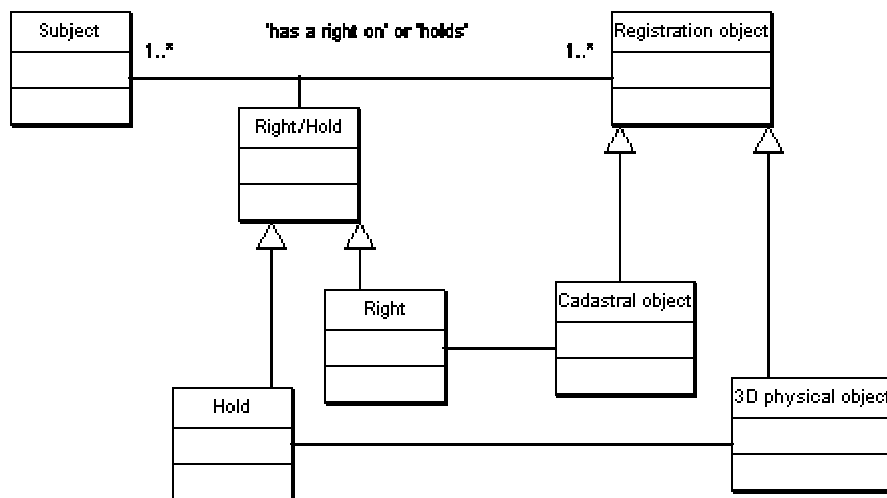 Subject
"has a right on" or "holds"
Registration object
1..*
1..*
Right/Hold
Right
Cadastral object
Hold
3D physical object